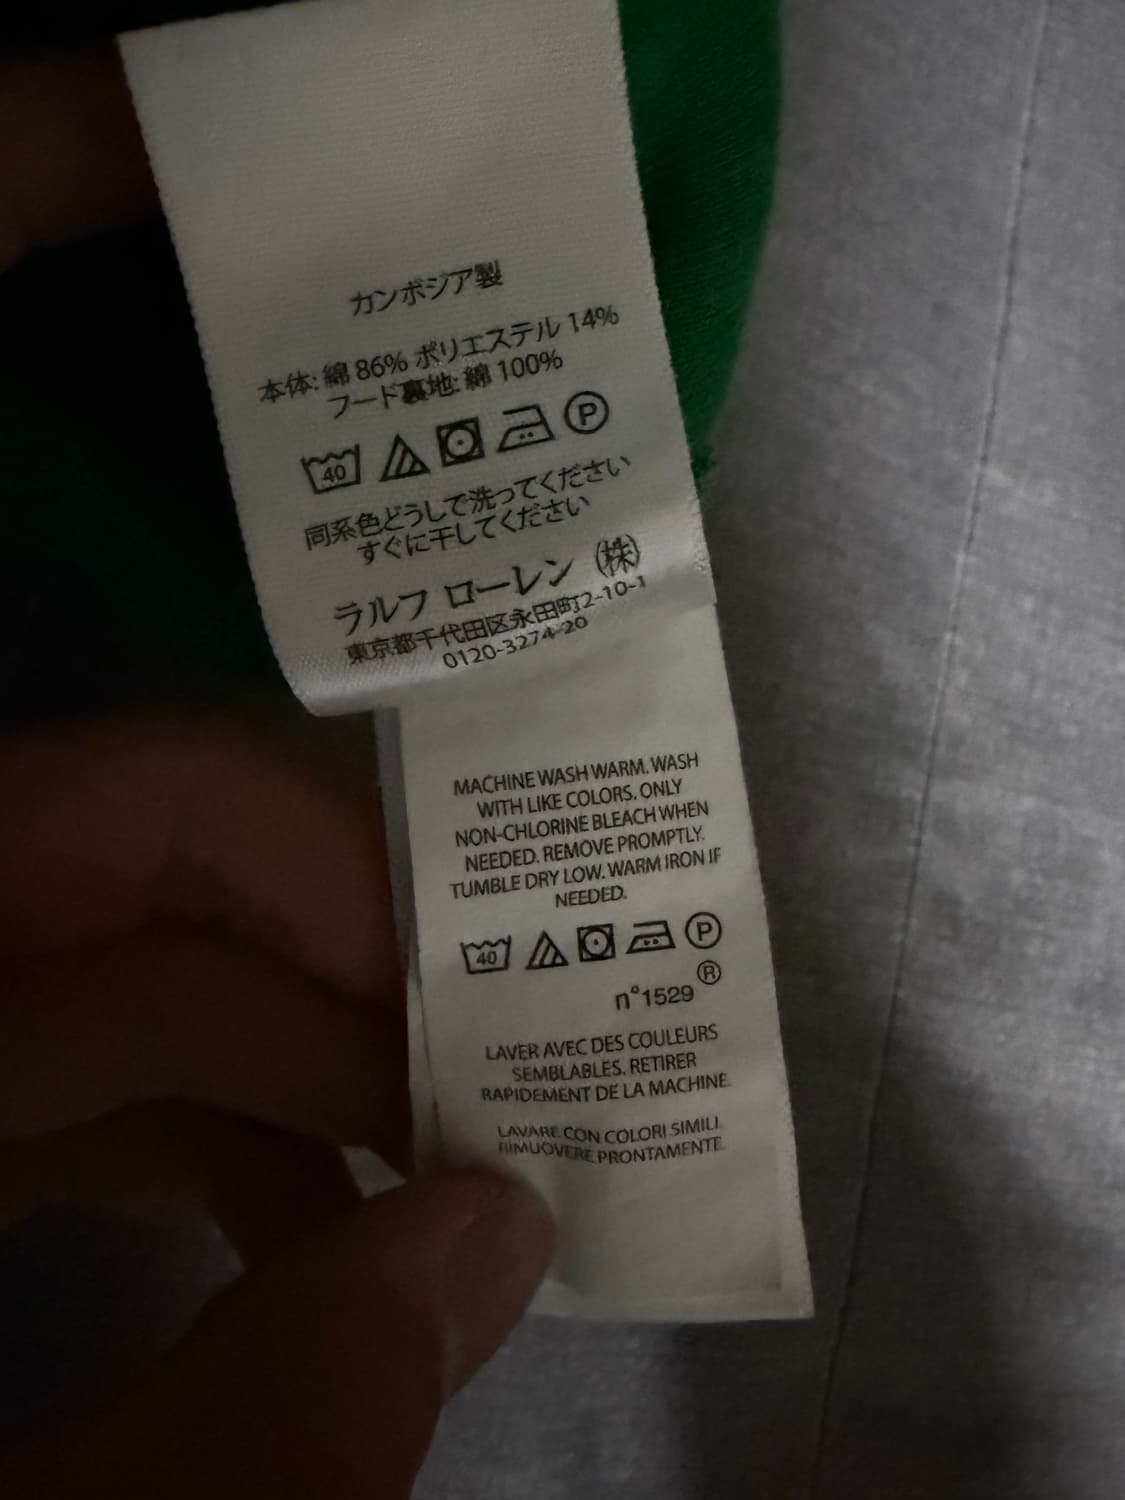 カンボジア製
本体: 綿 86% ポリエステル 14%
フード裏地: 綿 100%
40 P
同系色どうしで洗ってください
すぐに干してください
ラルフ ローレン (株)
東京都千代田区永田町2-10-1
0120-3274-20
MACHINE WASH WARM. WASH
WITH LIKE COLORS. ONLY
NON-CHLORINE BLEACH WHEN
NEEDED. REMOVE PROMPTLY.
TUMBLE DRY LOW. WARM IRON IF
NEEDED.
40 P
n°1529 ®
LAVER AVEC DES COULEURS
SEMBLABLES. RETIRER
RAPIDEMENT DE LA MACHINE.
LAVARE CON COLORI SIMILI.
RIMUOVERE PRONTAMENTE.